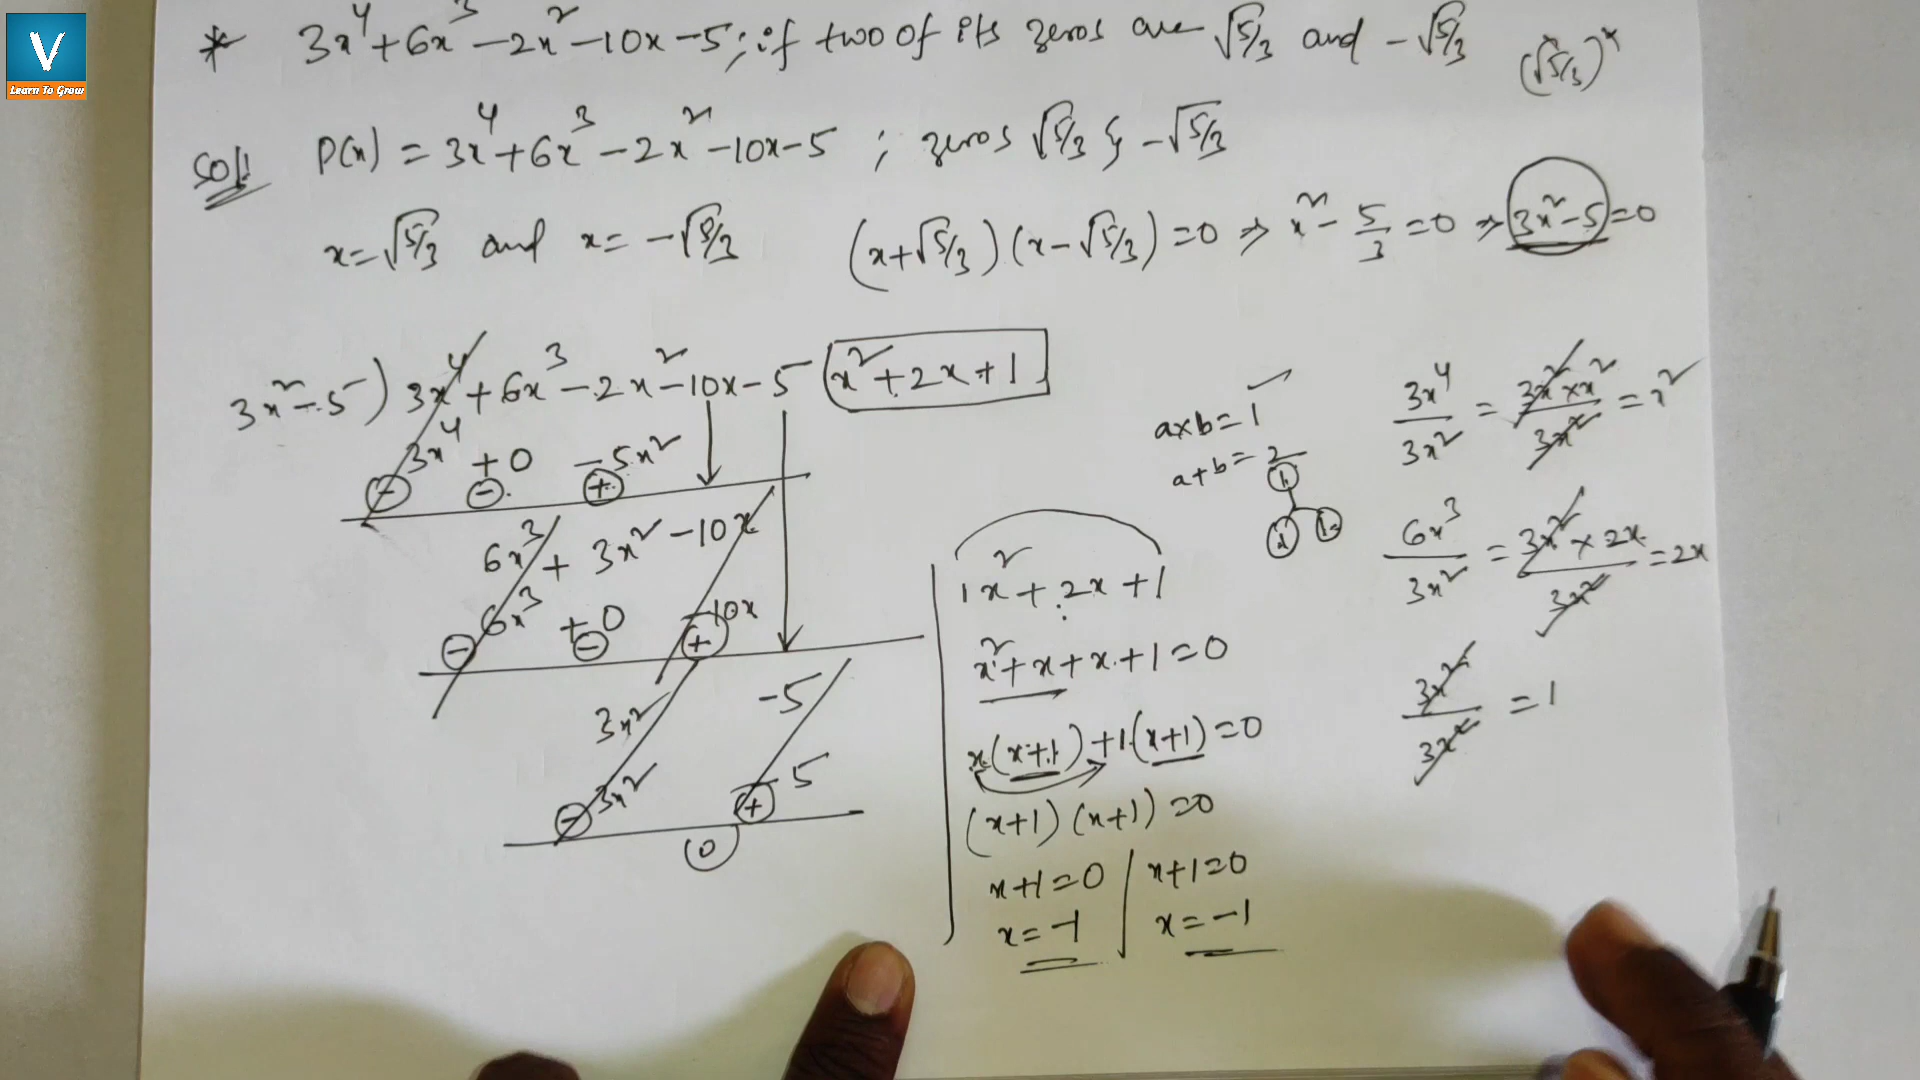 V
Learn To Grow
* 3x⁴+6x³-2x²-10x-5; if two of its zeros are √5/3 and -√5/3 (√5/3)²
Sol: P(x) = 3x⁴+6x³-2x²-10x-5 ; zeros √5/3 & -√5/3
x=√5/3 and x= -√5/3 (x+√5/3)(x-√5/3)=0 ⇒ x²-5/3=0 ⇒ 3x²-5=0
3x²-5) 3x⁴+6x³-2x²-10x-5 (x²+2x+1
3x⁴ +0 -5x²
(-) (-) (+)
6x³ + 3x² -10x
6x³ +0 -10x
(-) (-) (+)
3x² -5
3x² -5
(-) (+)
(0)
a×b=1
a+b=2
1
1 1
1x²+2x+1
x²+x+x+1=0
x(x+1)+1(x+1)=0
(x+1)(x+1)=0
x+1=0 | x+1=0
x=-1 | x=-1
3x⁴/3x² = 3x²×x²/3x² = x²
6x³/3x² = 3x²×2x/3x² = 2x
3x²/3x² = 1